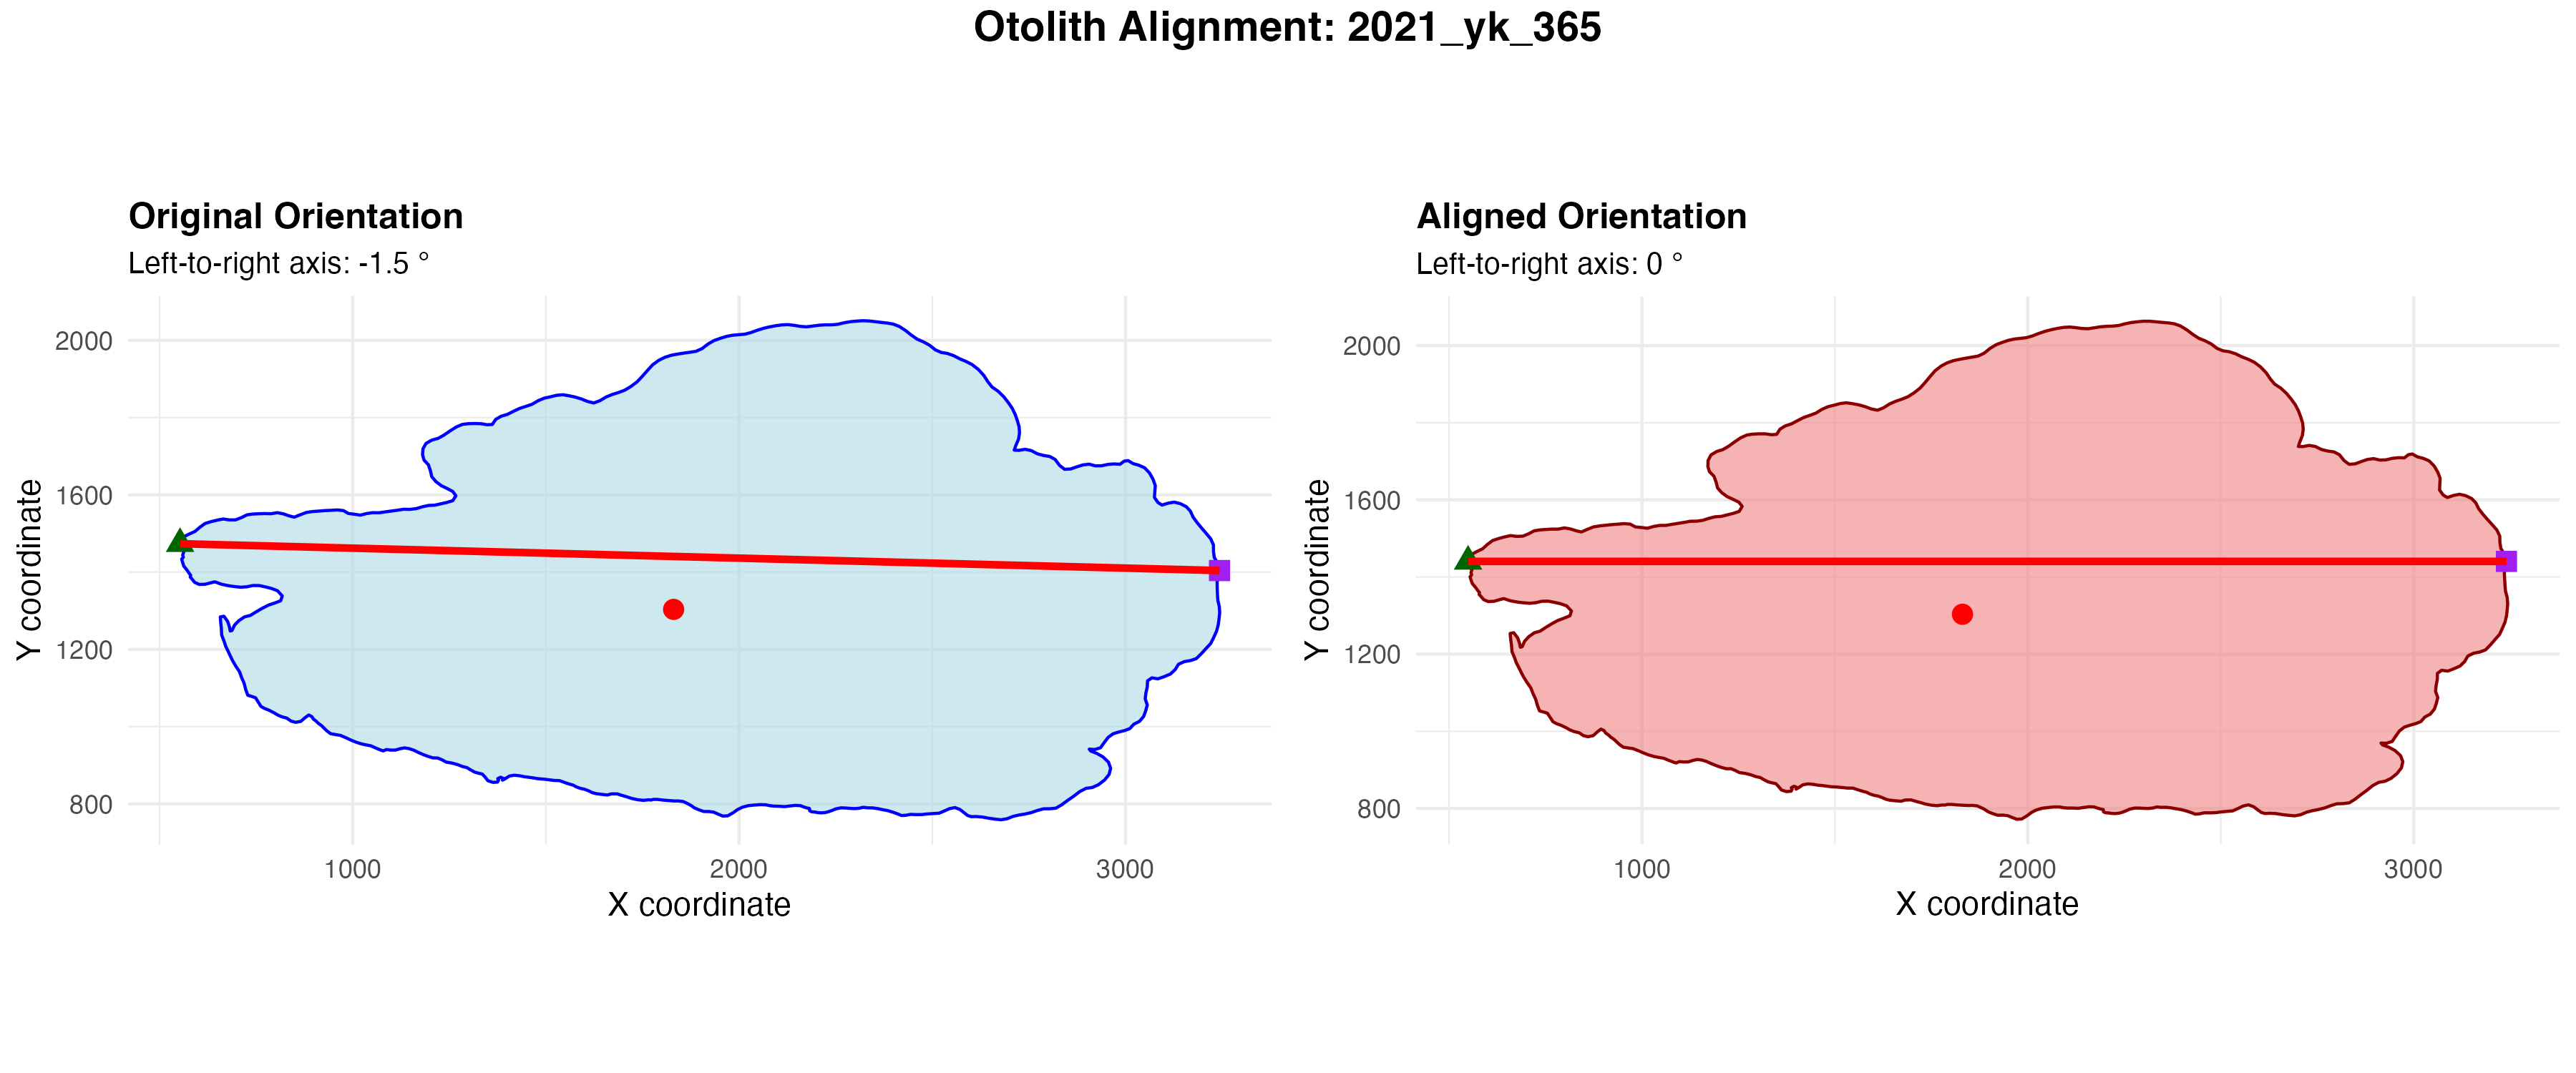 Otolith Alignment: 2021_yk_365
Original Orientation
Left-to-right axis: -1.5 °
2000
1600
1200
800
Y coordinate
1000
2000
3000
X coordinate
Aligned Orientation
Left-to-right axis: 0 °
2000
1600
1200
800
Y coordinate
1000
2000
3000
X coordinate